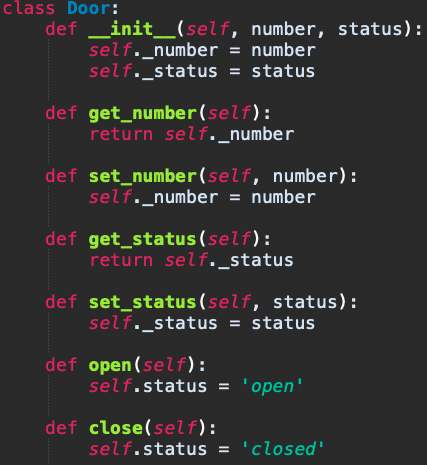 class Door:
    def __init__(self, number, status):
        self._number = number
        self._status = status
    def get_number(self):
        return self._number
    def set_number(self, number):
        self._number = number
    def get_status(self):
        return self._status
    def set_status(self, status):
        self._status = status
    def open(self):
        self.status = 'open'
    def close(self):
        self.status = 'closed'